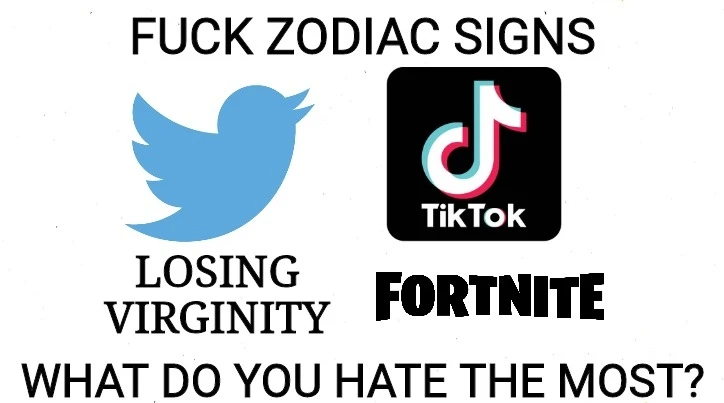 FUCK ZODIAC SIGNS
TikTok
LOSING
VIRGINITY
FORTNITE
WHAT DO YOU HATE THE MOST?